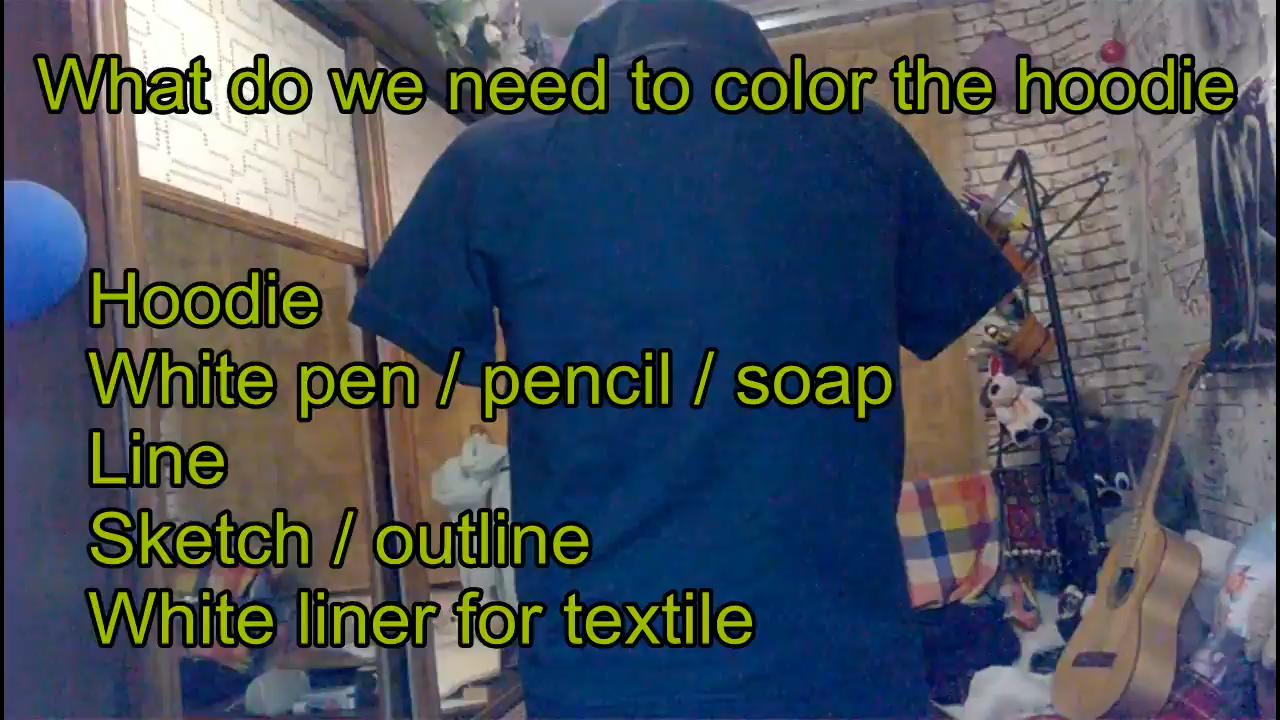 What do we need to color the hoodie
Hoodie
White pen / pencil / soap
Line
Sketch / outline
White liner for textile